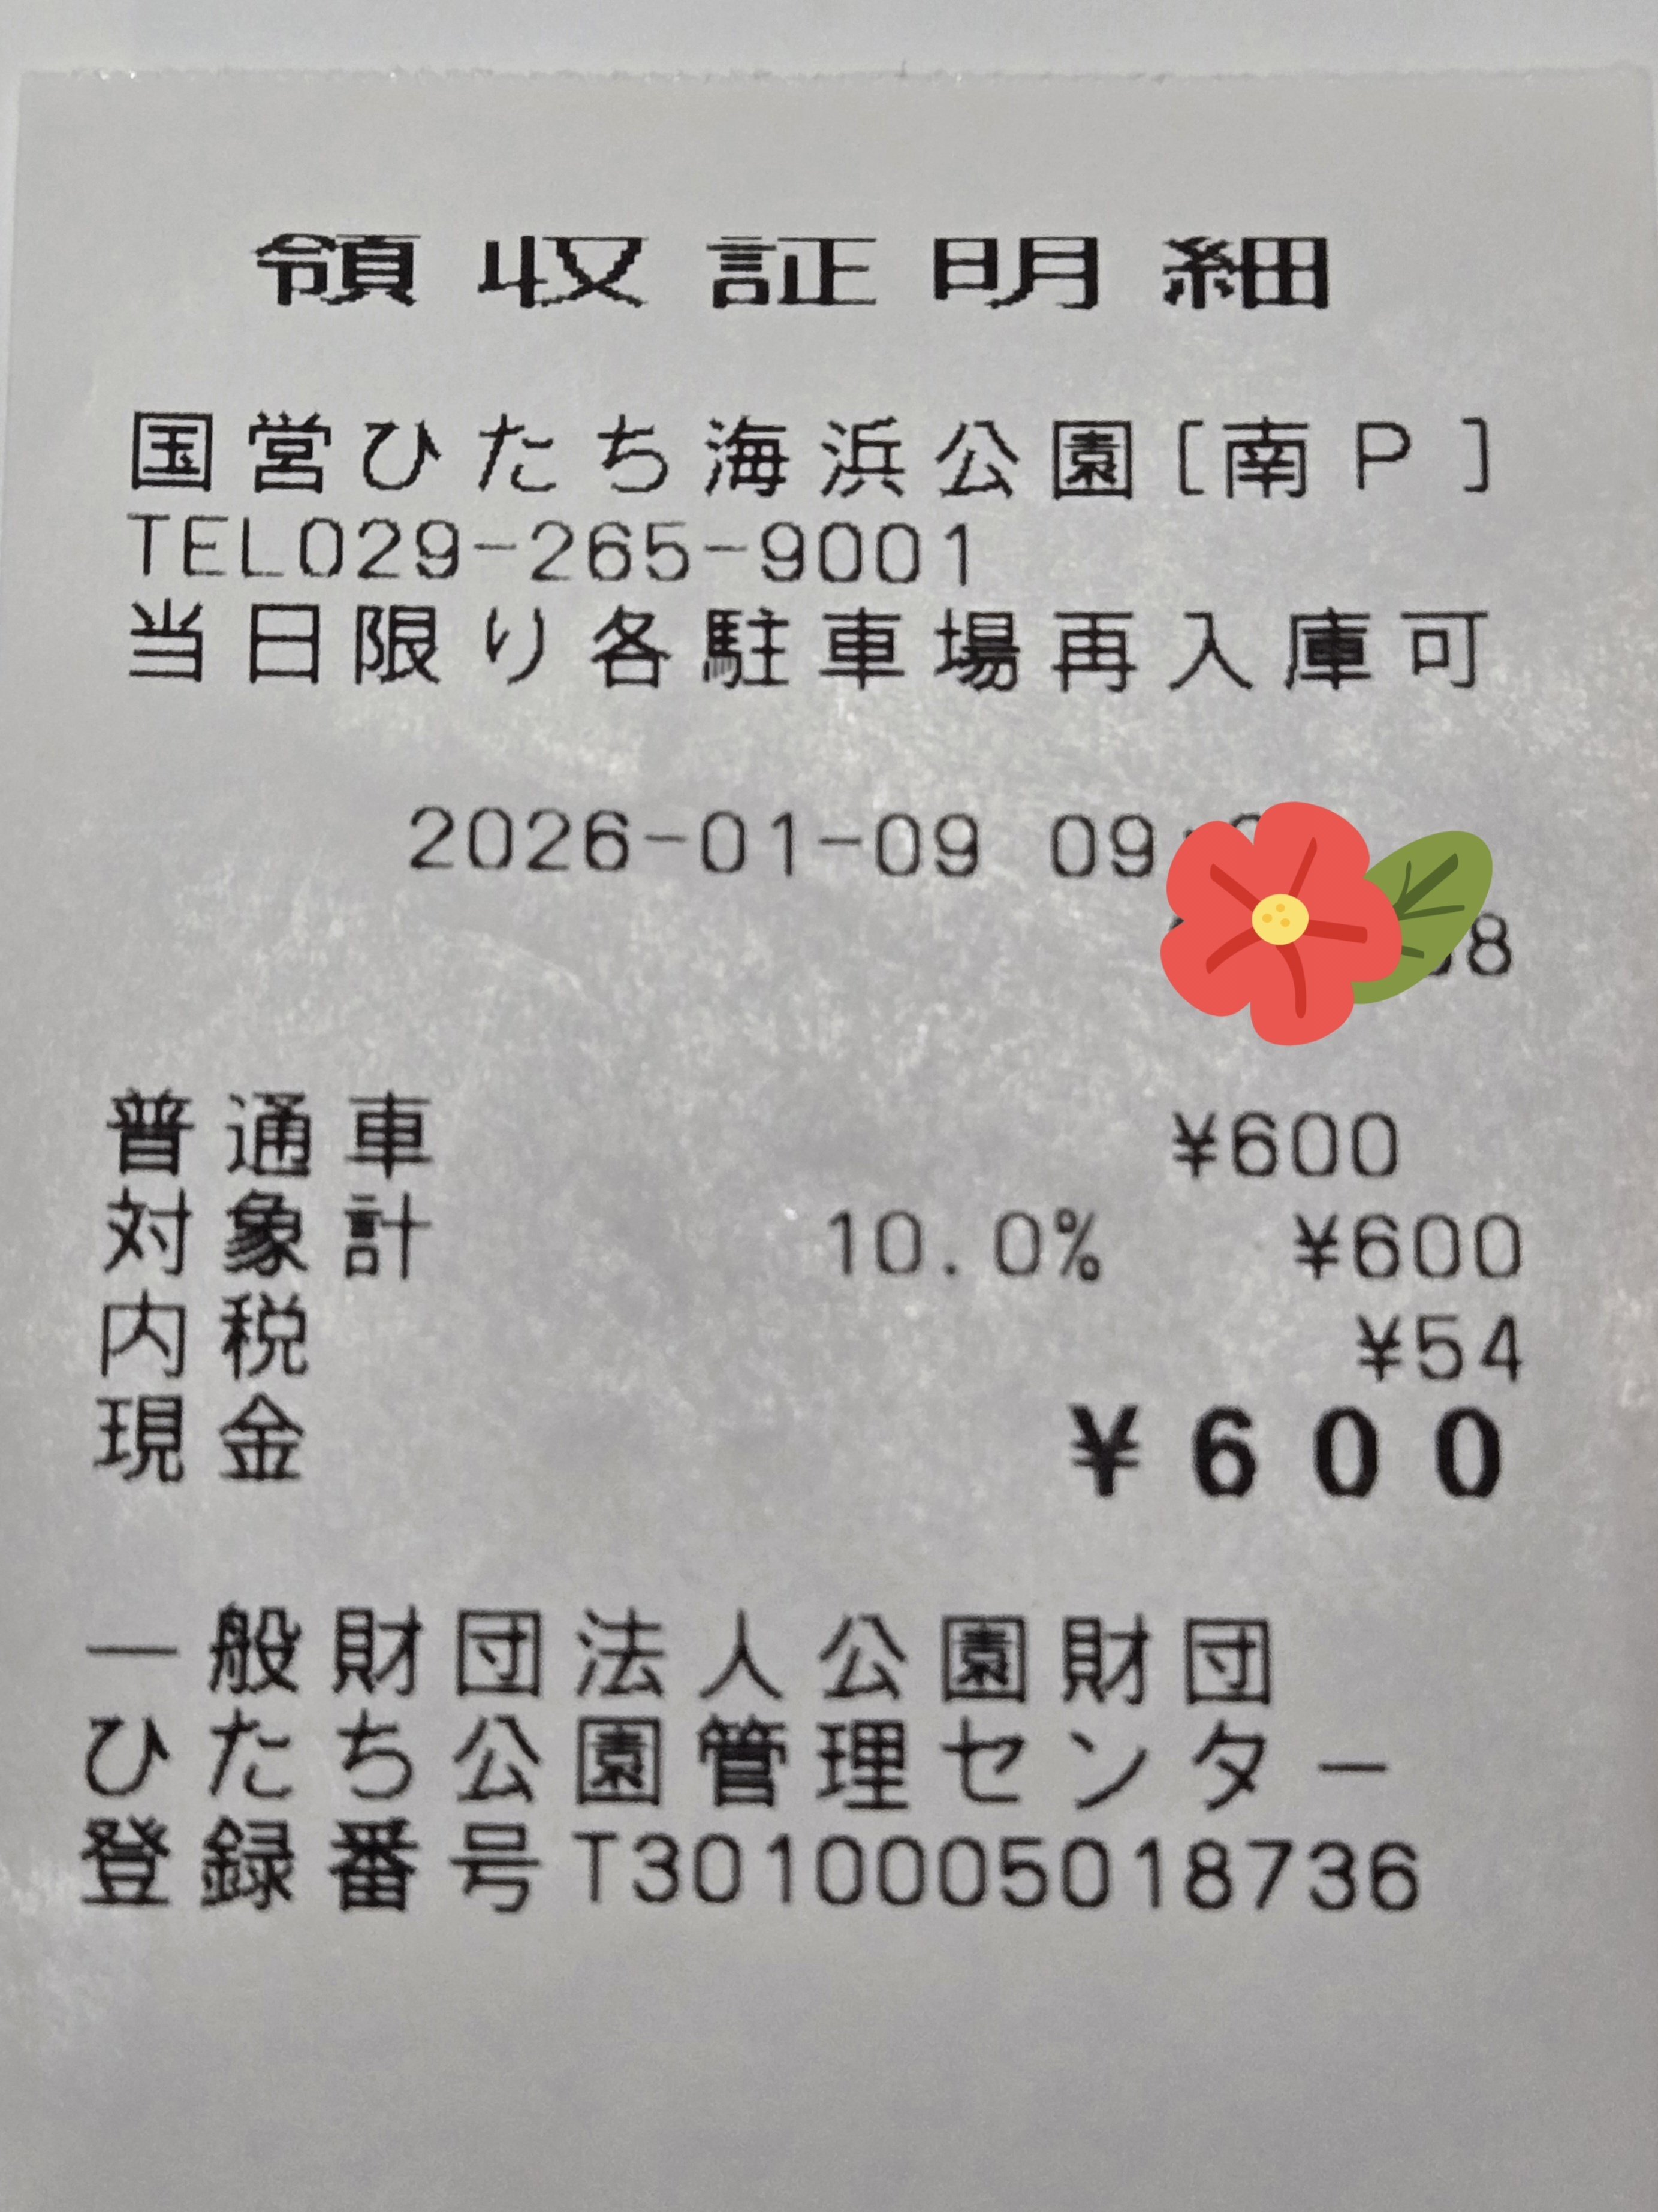 領収証明細
国営ひたち海浜公園[南P]
TEL029-265-9001
当日限り各駐車場再入庫可
2026-01-09 09:
8
普通車 ¥600
対象計 10.0% ¥600
内税 ¥54
現金 ¥600
一般財団法人公園財団
ひたち公園管理センター
登録番号T3010005018736